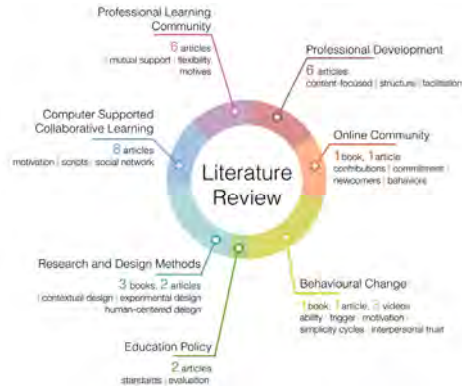 Professional Learning
Community
6 articles
mutual support | flexibility
motives
Professional Development
6 articles
content-focused | structure | facilitation
Computer Supported
Collaborative Learning
8 articles
motivation | scripts | social network
Online Community
1 book, 1 article
contributions | commitment |
newcomers | behaviors
Literature
Review
Research and Design Methods
3 books, 2 articles
| contextual design | experimental design
human-centered design
Behavioural Change
1 book, 1 article, 3 videos
ability · trigger · motivation ·
simplicity cycles · interpersonal trust
Education Policy
2 articles
standards | evaluation